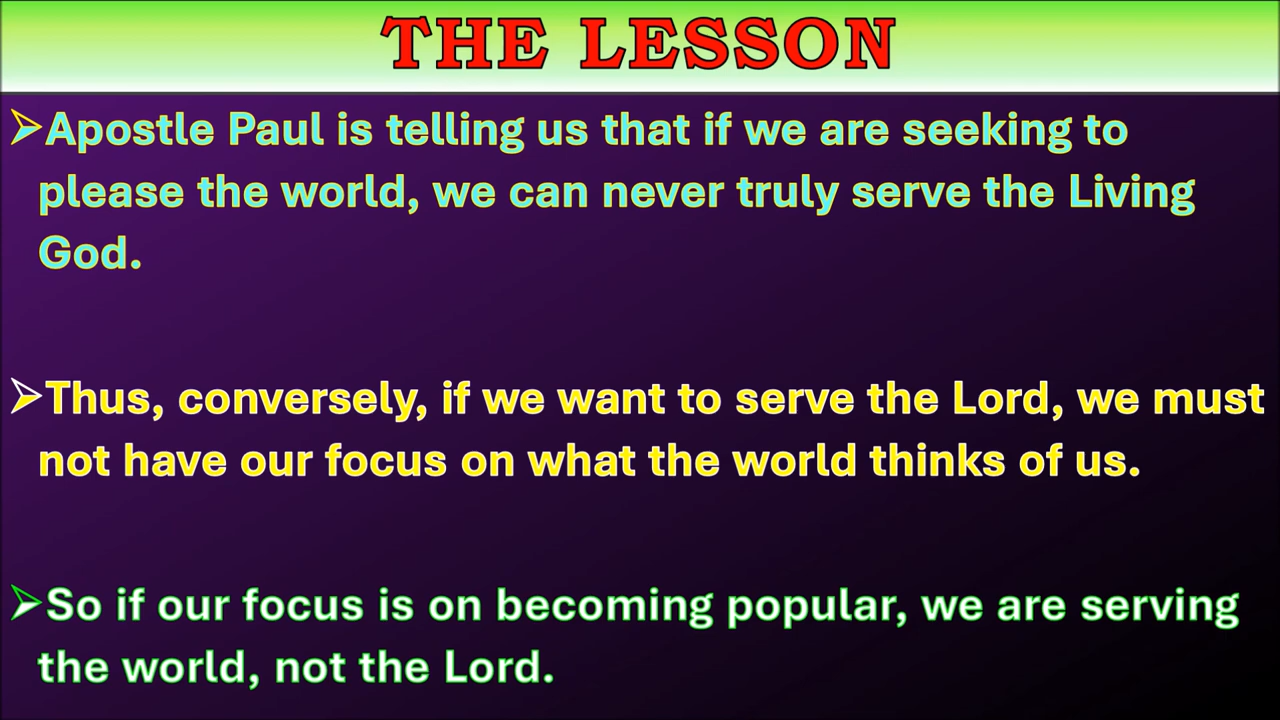 THE LESSON
➢Apostle Paul is telling us that if we are seeking to
please the world, we can never truly serve the Living
God.
➢Thus, conversely, if we want to serve the Lord, we must
not have our focus on what the world thinks of us.
➢So if our focus is on becoming popular, we are serving
the world, not the Lord.